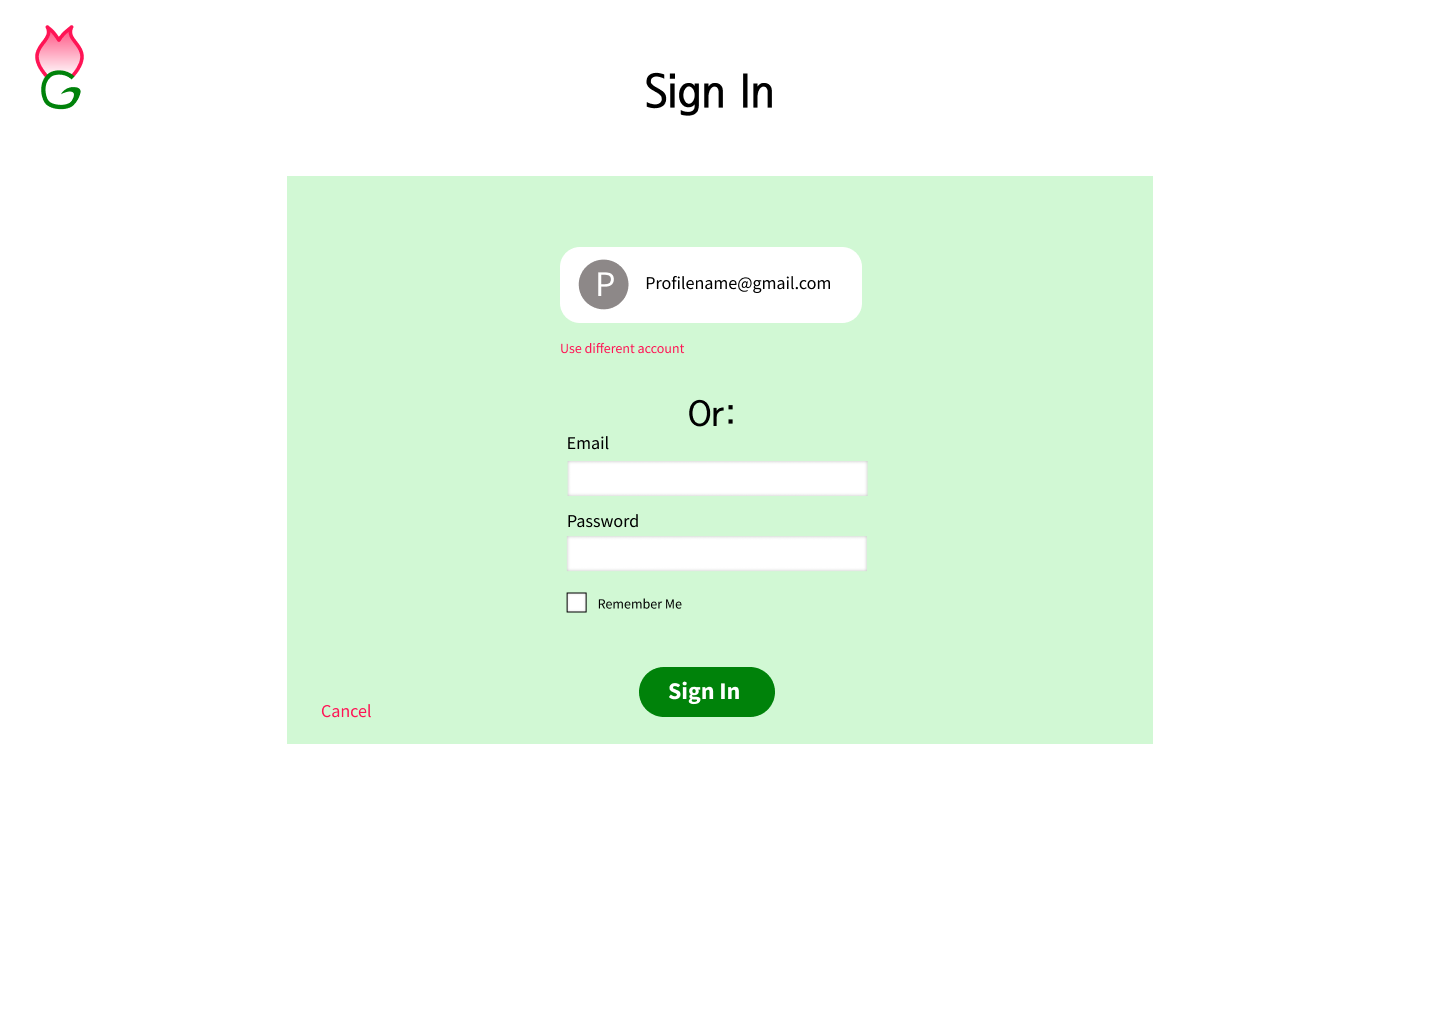 G
Sign In
P Profilename@gmail.com
Use different account
Or:
Email
Password
Remember Me
Sign In
Cancel